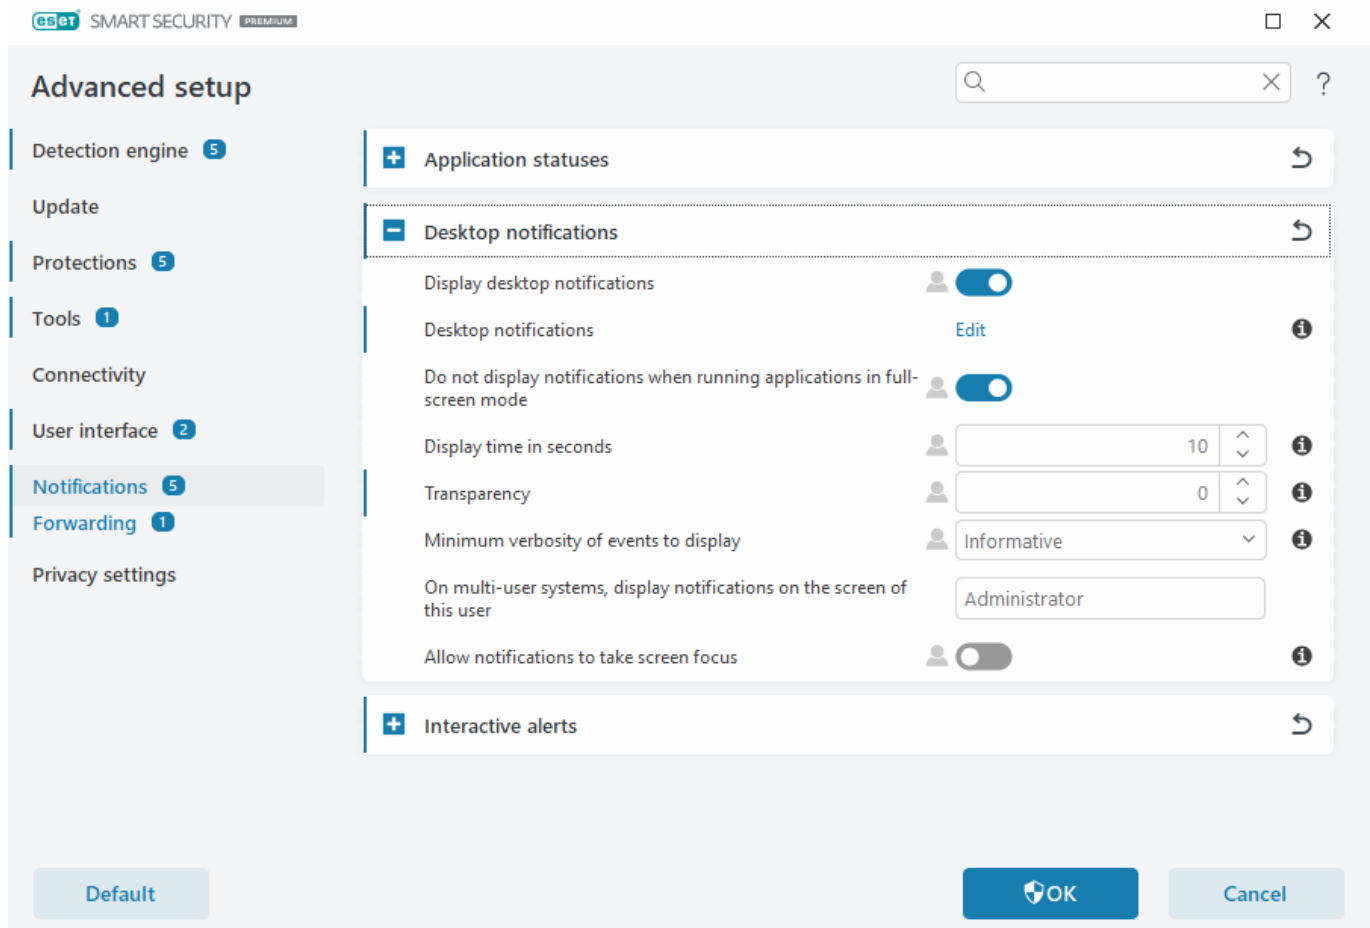 eset SMART SECURITY PREMIUM
Advanced setup
?
Detection engine 5
Update
Protections 5
Tools 1
Connectivity
User interface 2
Notifications 5
Forwarding 1
Privacy settings
Application statuses
Desktop notifications
Display desktop notifications
Desktop notifications Edit
Do not display notifications when running applications in full-
screen mode
Display time in seconds 10
Transparency 0
Minimum verbosity of events to display Informative
On multi-user systems, display notifications on the screen of
this user
Administrator
Allow notifications to take screen focus
Interactive alerts
Default OK Cancel